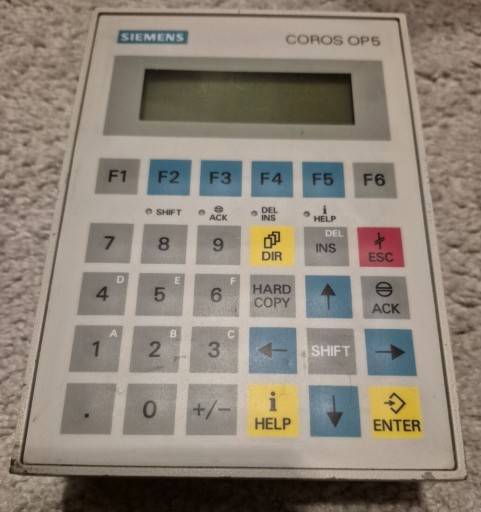 SIEMENS
COROS OP5
F1 F2 F3 F4 F5 F6
SHIFT ACK DEL INS i HELP
7 8 9 DIR DEL INS ESC
4 D 5 E 6 F HARD COPY ACK
1 A 2 B 3 C SHIFT
. 0 +/- i HELP ENTER